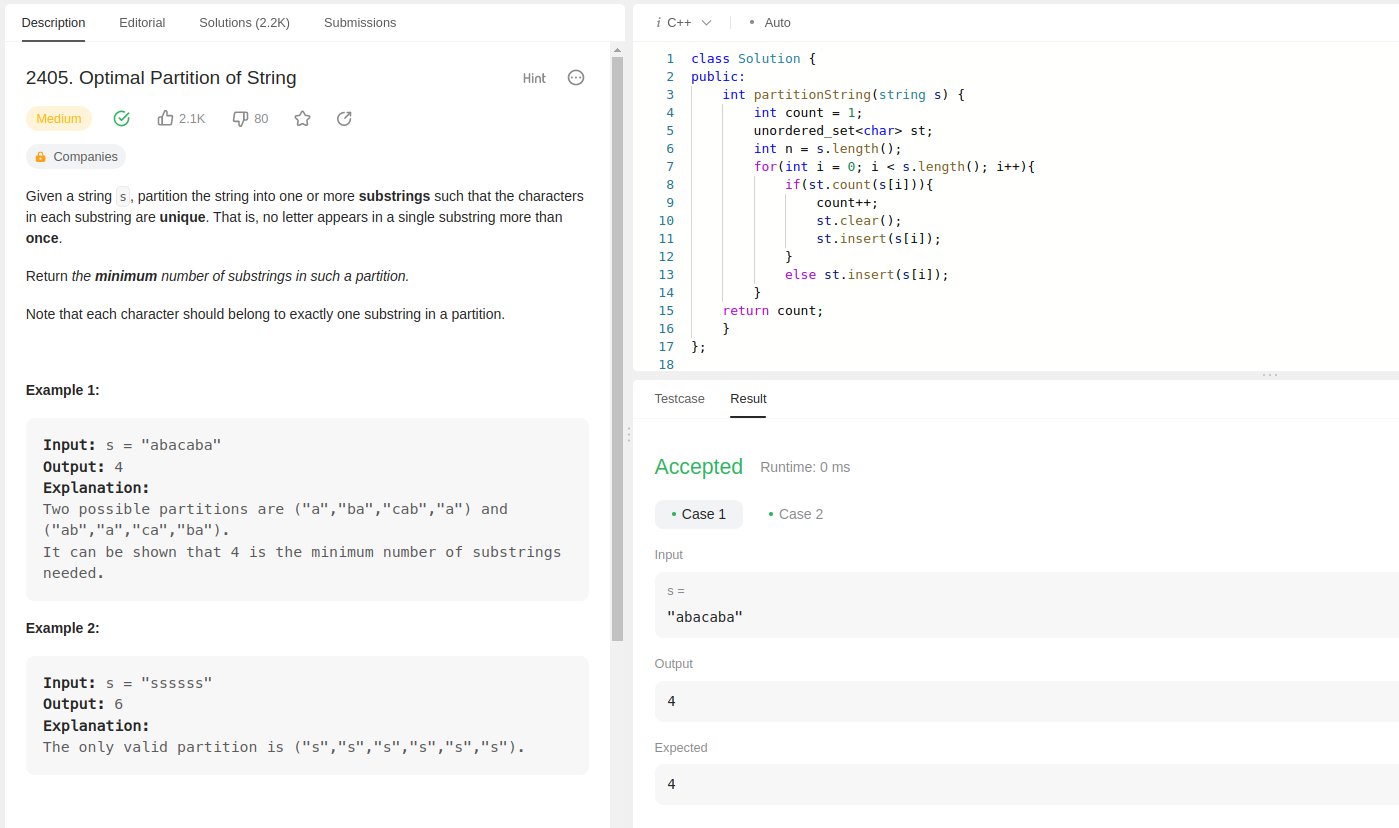 Description Editorial Solutions (2.2K) Submissions
2405. Optimal Partition of String Hint
Medium 2.1K 80
Companies
Given a string s, partition the string into one or more substrings such that the characters
in each substring are unique. That is, no letter appears in a single substring more than
once.
Return the minimum number of substrings in such a partition.
Note that each character should belong to exactly one substring in a partition.
Example 1:
Input: s = "abacaba"
Output: 4
Explanation:
Two possible partitions are ("a","ba","cab","a") and
("ab","a","ca","ba").
It can be shown that 4 is the minimum number of substrings
needed.
Example 2:
Input: s = "ssssss"
Output: 6
Explanation:
The only valid partition is ("s","s","s","s","s","s").
i C++ • Auto
1 class Solution {
2 public:
3     int partitionString(string s) {
4         int count = 1;
5         unordered_set<char> st;
6         int n = s.length();
7         for(int i = 0; i < s.length(); i++){
8             if(st.count(s[i])){
9                 count++;
10                 st.clear();
11                 st.insert(s[i]);
12             }
13             else st.insert(s[i]);
14         }
15     return count;
16     }
17 };
18
Testcase Result
Accepted Runtime: 0 ms
• Case 1 • Case 2
Input
s =
"abacaba"
Output
4
Expected
4